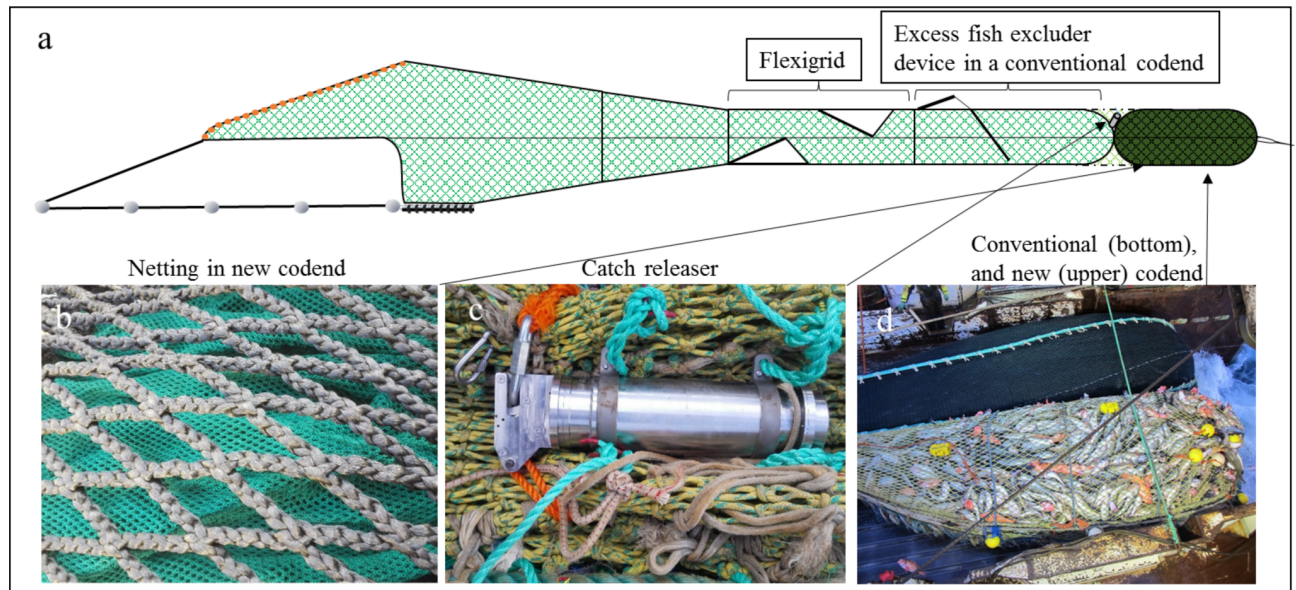 a
Excess fish excluder
device in a conventional codend
Flexigrid
Conventional (bottom),
and new (upper) codend
Netting in new codend
Catch releaser
b
c
d